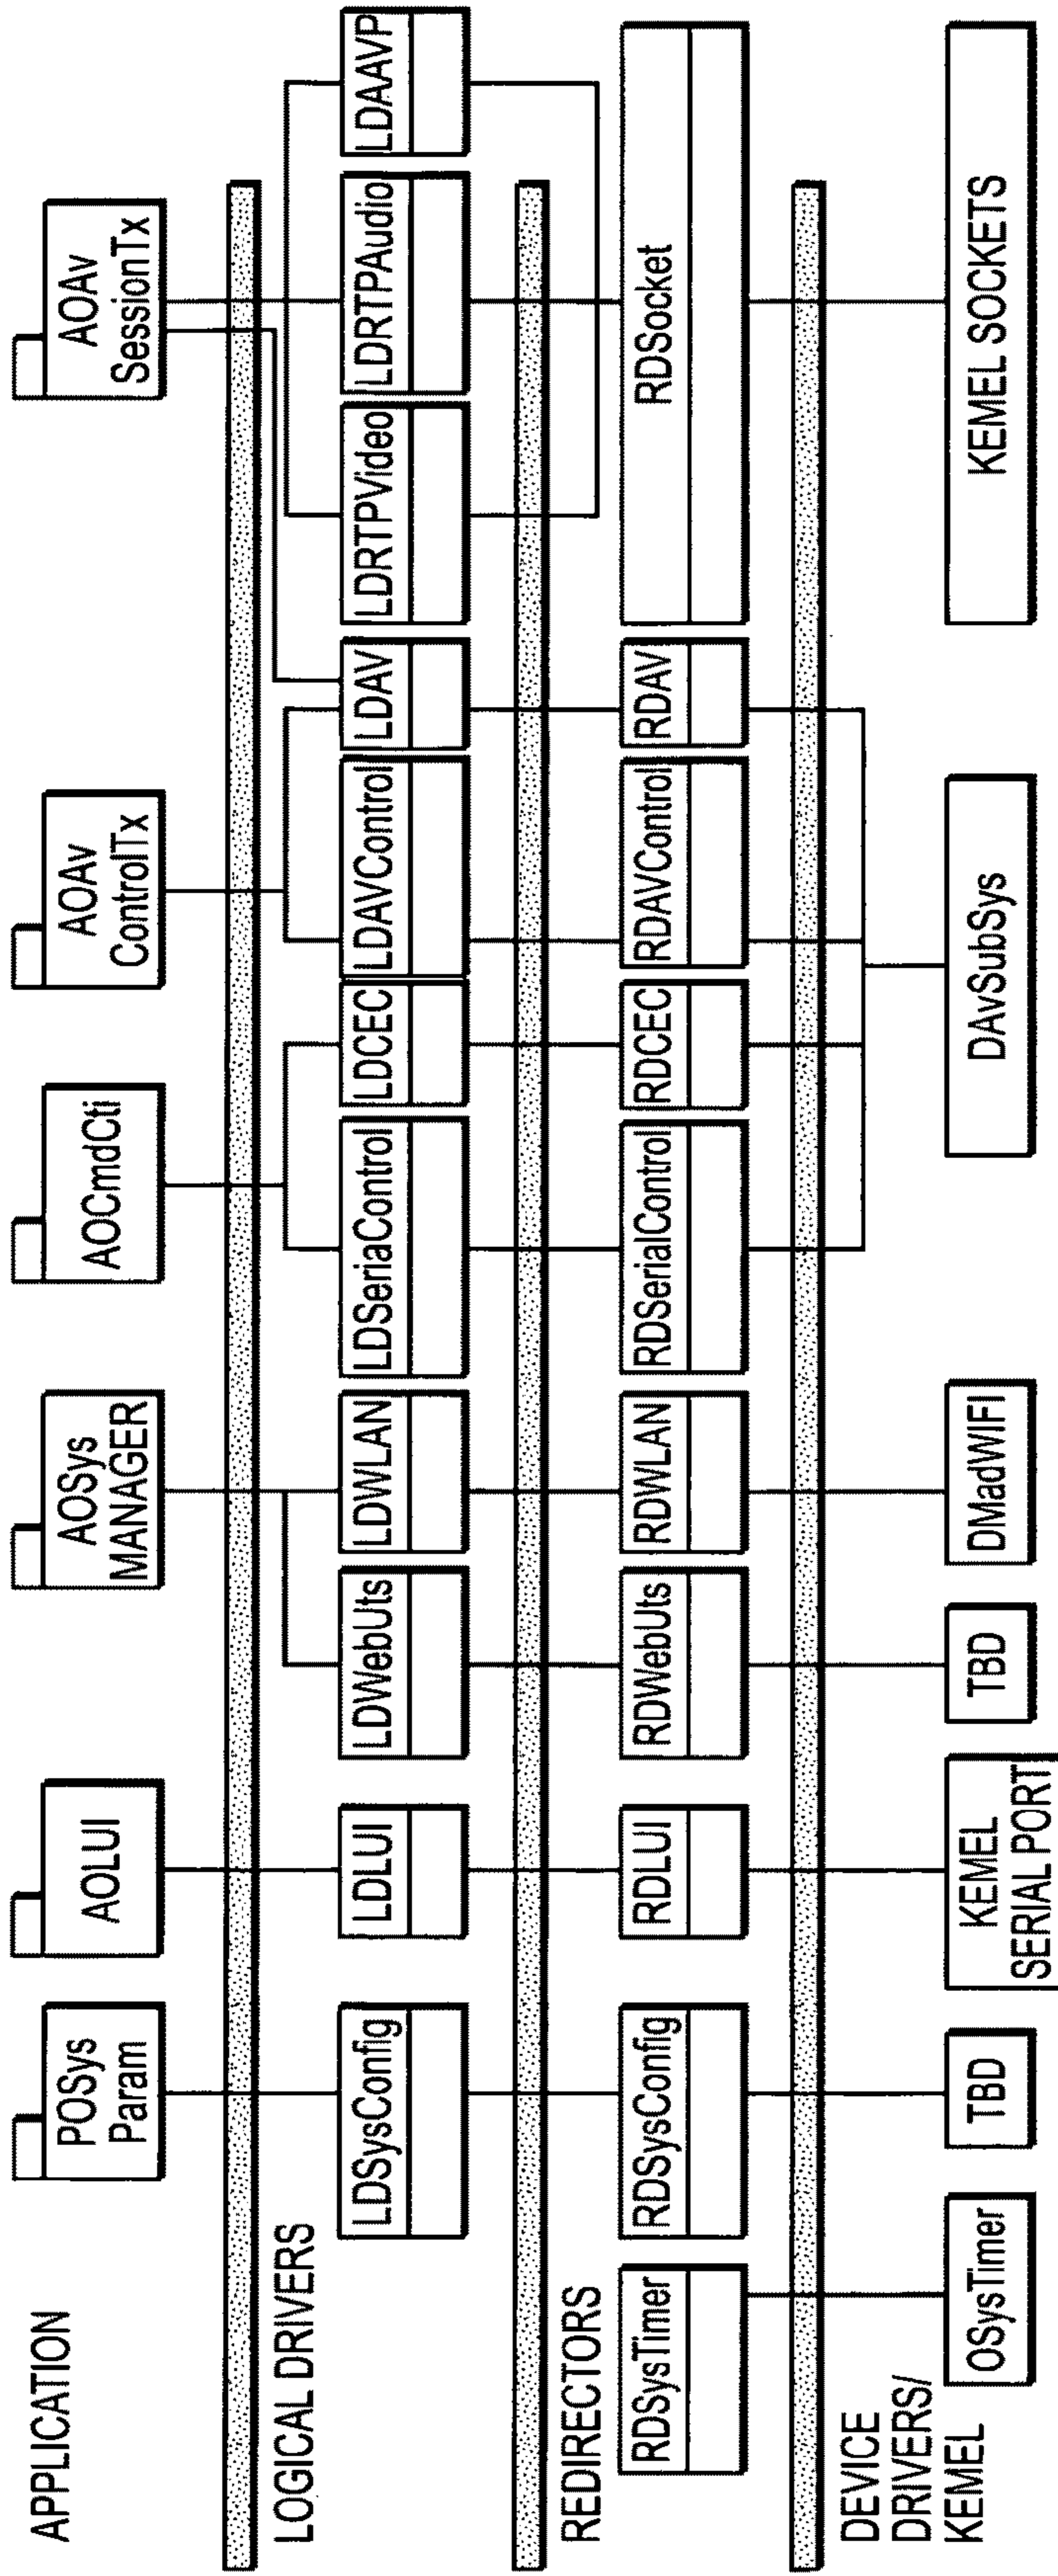 APPLICATION
POSys
Param
AOLUI
AOSys
MANAGER
AOCmdCti
AOAv
ControlTx
AOAv
SessionTx
LOGICAL DRIVERS
LDSysConfig
LDLUI
LDWebUts
LDWLAN
LDSerialControl
LDCEC
LDAVControl
LDAV
LDRTPVideo
LDRTPAudio
LDAAVP
REDIRECTORS
RDSysTimer
RDSysConfig
RDLUI
RDWebUts
RDWLAN
RDSerialControl
RDCEC
RDAVControl
RDAV
RDSocket
DEVICE
DRIVERS/
KEMEL
OSysTimer
TBD
KEMEL
SERIAL PORT
TBD
DMadWIFI
DAvSubSys
KEMEL SOCKETS